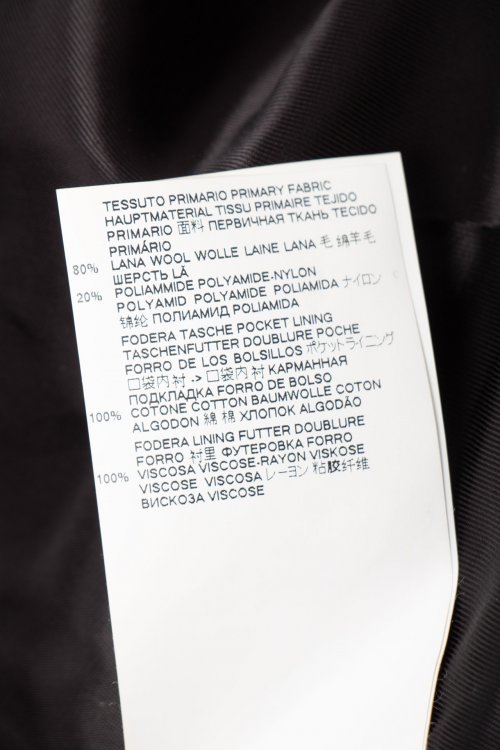 TESSUTO PRIMARIO PRIMARY FABRIC
HAUPTMATERIAL TISSU PRIMAIRE TEJIDO
PRIMARIO 面料 ПЕРВИЧНАЯ ТКАНЬ TECIDO
PRIMÁRIO
80% LANA WOOL WOLLE LAINE LANA 毛 绵羊毛
ШЕРСТЬ LÃ
20% POLIAMMIDE POLYAMIDE-NYLON
POLYAMID POLYAMIDE POLIAMIDA ナイロン
锦纶 ПОЛИАМИД POLIAMIDA
FODERA TASCHE POCKET LINING
TASCHENFUTTER DOUBLURE POCHE
FORRO DE LOS BOLSILLOS ポケットライニング
口袋内衬 -> 口袋内衬 КАРМАННАЯ
ПОДКЛАДКА FORRO DE BOLSO
100% COTONE COTTON BAUMWOLLE COTON
ALGODON 綿 棉 ХЛОПОК ALGODÃO
FODERA LINING FUTTER DOUBLURE
FORRO 衬里 ФУТЕРОВКА FORRO
100% VISCOSA VISCOSE-RAYON VISKOSE
VISCOSE VISCOSA レーヨン 粘胶纤维
ВИСКОЗА VISCOSE